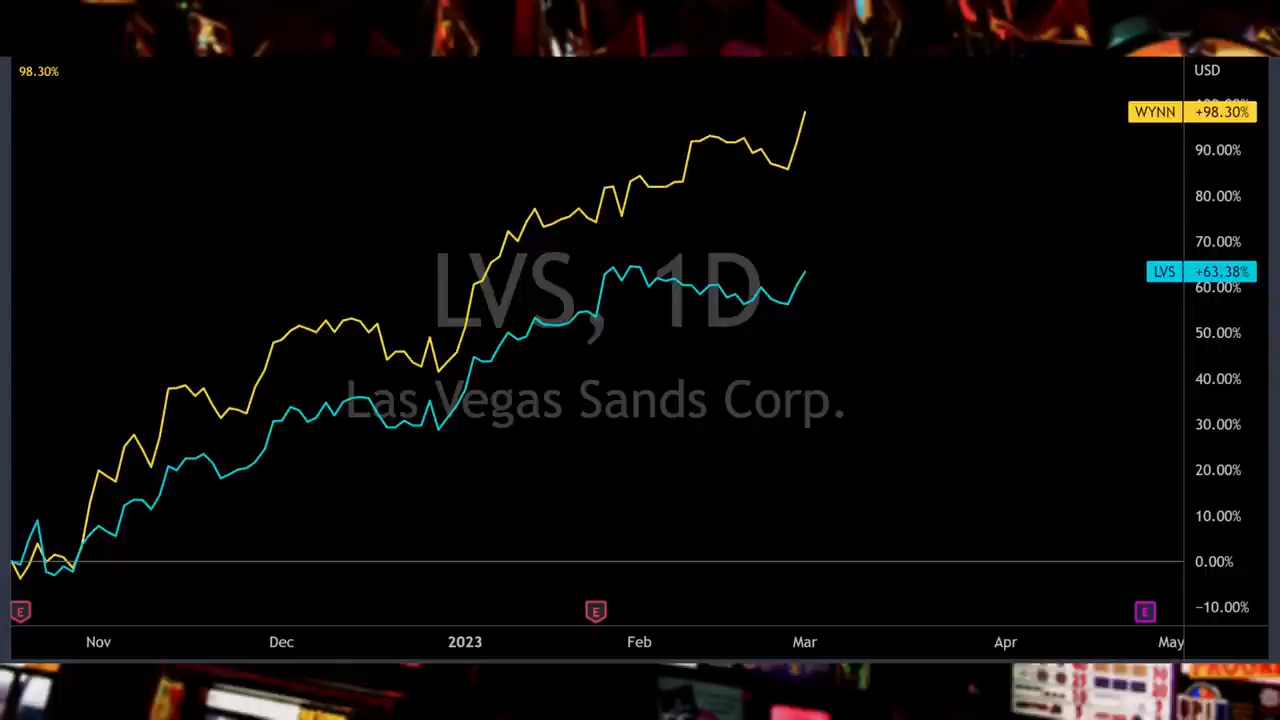 98.30%
USD
WYNN +98.30%
90.00%
80.00%
70.00%
LVS +63.38%
60.00%
50.00%
40.00%
30.00%
20.00%
10.00%
0.00%
−10.00%
LVS, 1D
Las Vegas Sands Corp.
E E E
Nov Dec 2023 Feb Mar Apr May